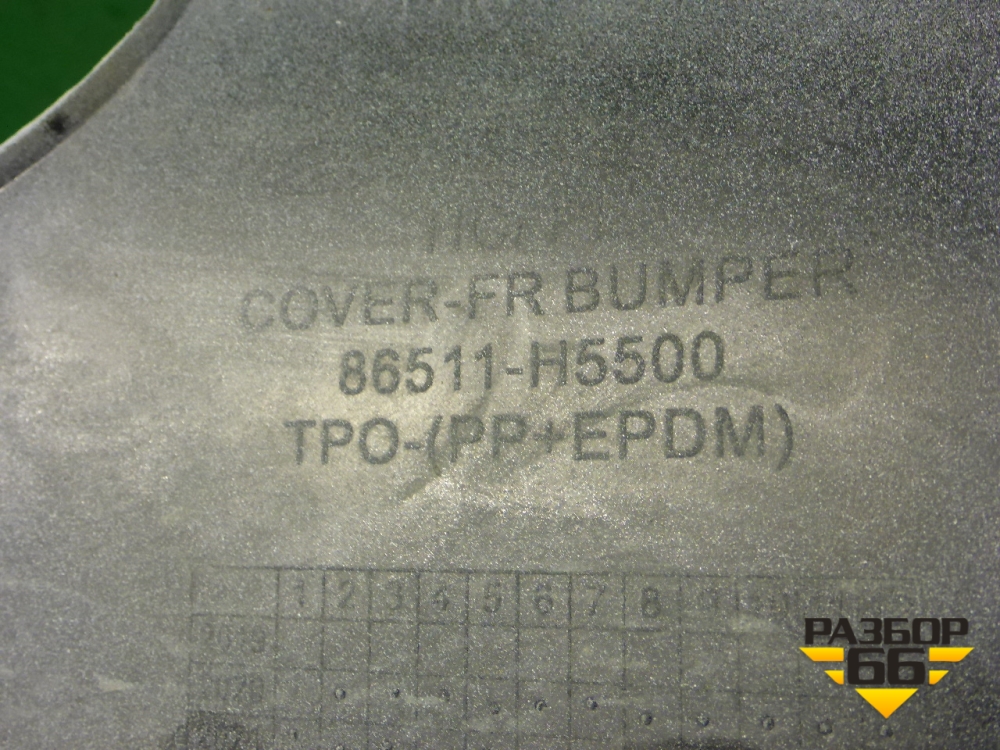 COVER-FR BUMPER
86511-H5500
TPO-(PP+EPDM)
1 2 3 4 5 6 7 8
РАЗБОР
66